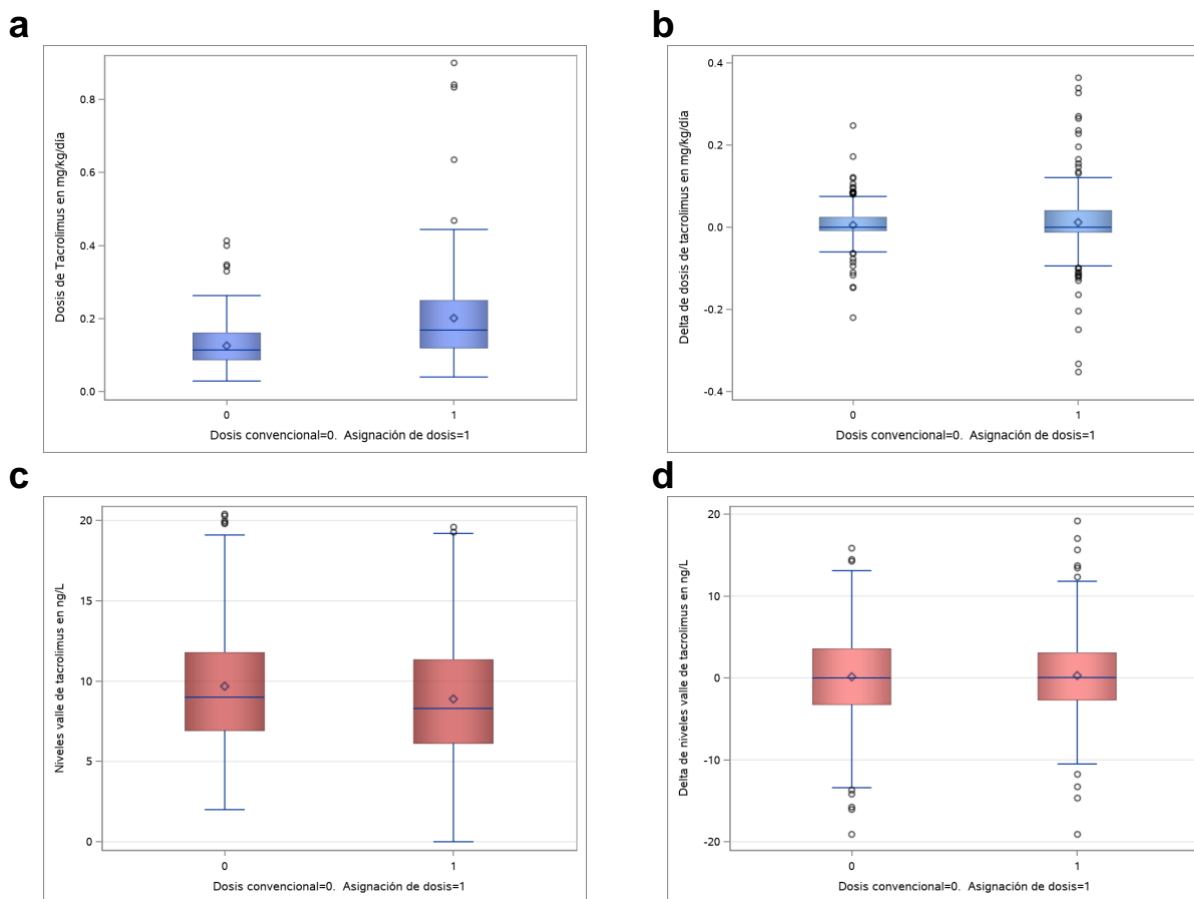 a
Dosis de Tacrolimus en mg/kg/día
0.8
0.6
0.4
0.2
0.0
0
1
Dosis convencional=0. Asignación de dosis=1
b
Delta de dosis de tacrolimus en mg/kg/día
0.4
0.2
0.0
-0.2
-0.4
0
1
Dosis convencional=0. Asignación de dosis=1
c
Niveles valle de tacrolimus en ng/L
20
15
10
5
0
0
1
Dosis convencional=0. Asignación de dosis=1
d
Delta de niveles valle de tacrolimus en ng/L
20
10
0
-10
-20
0
1
Dosis convencional=0. Asignación de dosis=1